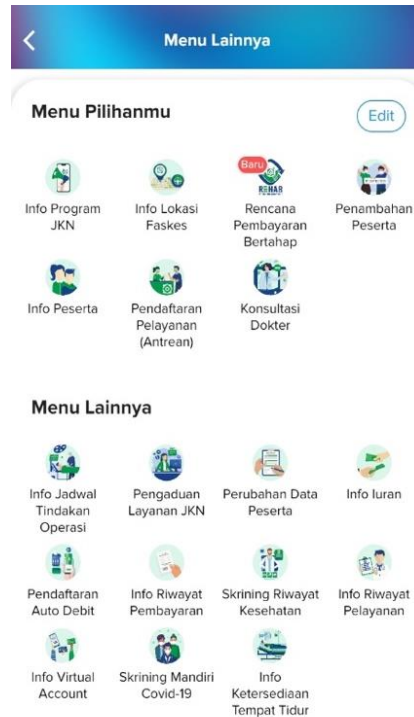 Menu Lainnya
Menu Pilihanmu
Edit
Baru
REHAB
Info Program
JKN
Info Lokasi
Faskes
Rencana
Pembayaran
Bertahap
Penambahan
Peserta
Info Peserta
Pendaftaran
Pelayanan
(Antrean)
Konsultasi
Dokter
Menu Lainnya
Info Jadwal
Tindakan
Operasi
Pengaduan
Layanan JKN
Perubahan Data
Peserta
Info Iuran
Pendaftaran
Auto Debit
Info Riwayat
Pembayaran
Skrining Riwayat
Kesehatan
Info Riwayat
Pelayanan
Info Virtual
Account
Skrining Mandiri
Covid-19
Info
Ketersediaan
Tempat Tidur